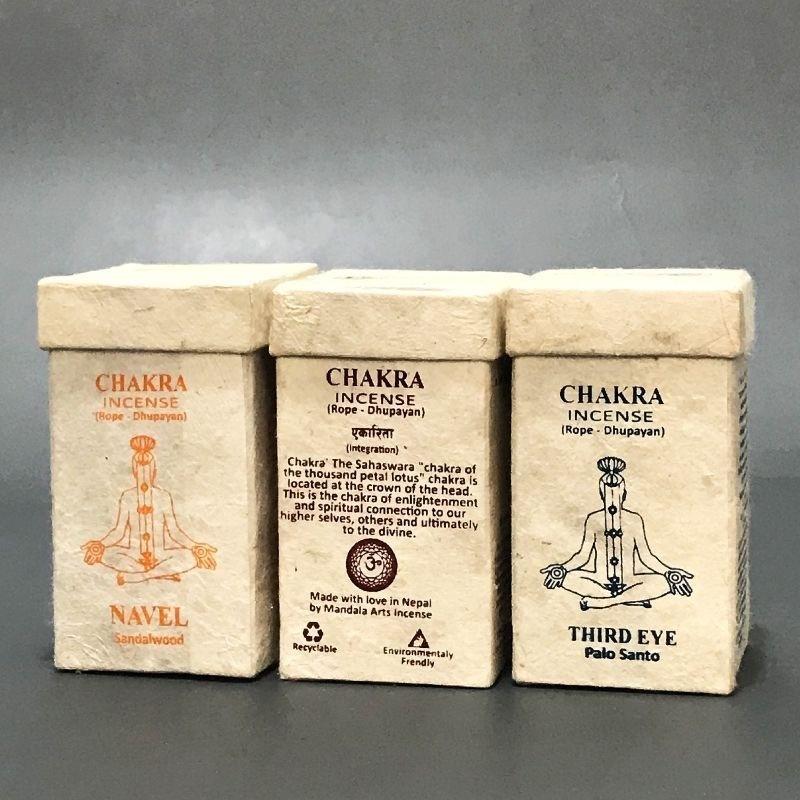 CHAKRA
INCENSE
(Rope - Dhupayan)
NAVEL
Sandalwood
CHAKRA
INCENSE
(Rope - Dhupayan)
एकारिता
(Integration)
Chakra' The Sahaswara "chakra of
the thousand petal lotus" chakra is
located at the crown of the head.
This is the chakra of enlightenment
and spiritual connection to our
higher selves, others and ultimately
to the divine.
ॐ
Made with love in Nepal
by Mandala Arts Incense
Recyclable
Environmentaly
Frendly
CHAKRA
INCENSE
(Rope - Dhupayan)
THIRD EYE
Palo Santo